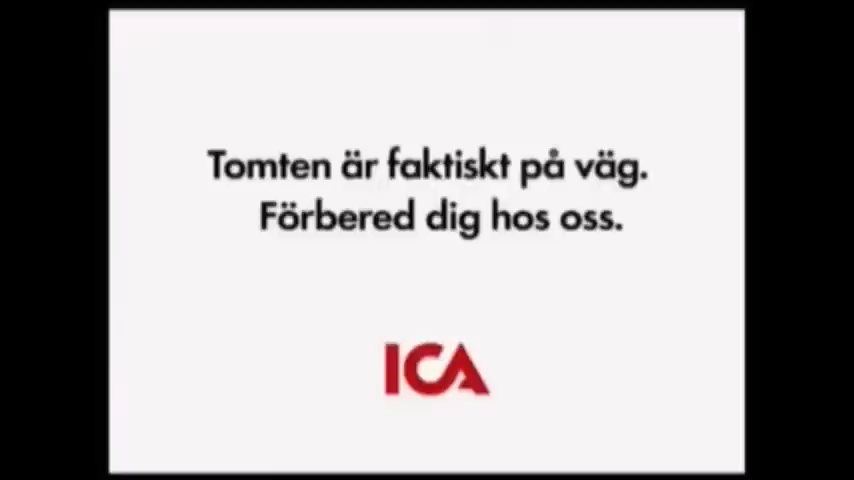 Tomten är faktiskt på väg.
Förbered dig hos oss.
ICA